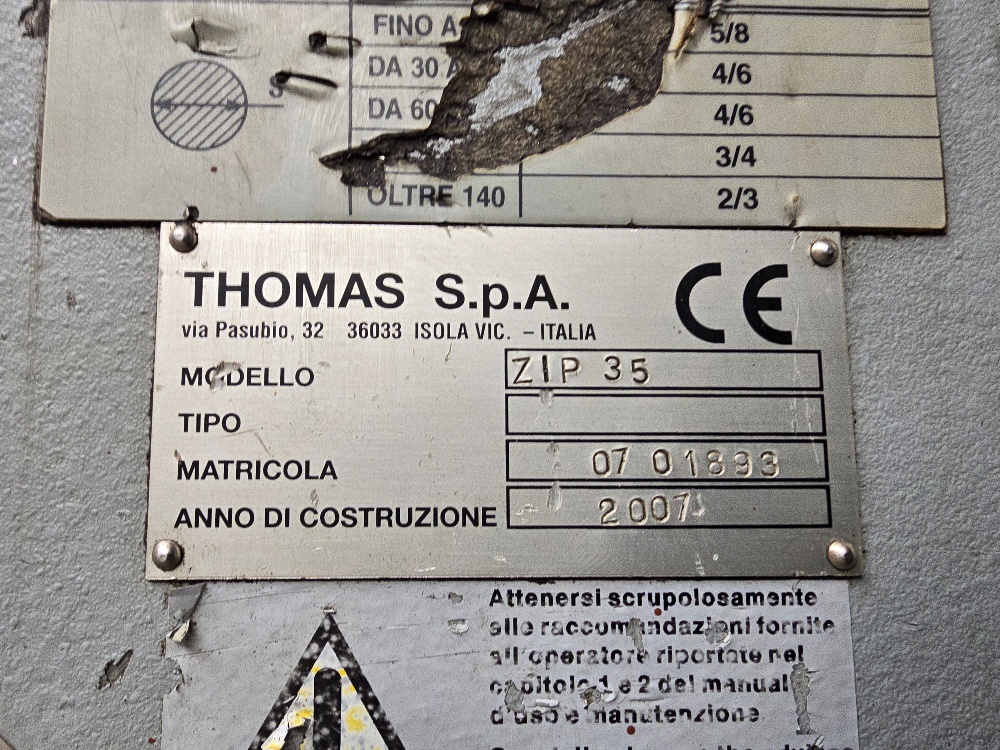 FINO A 5/8
S
DA 30 A 4/6
DA 60 4/6
3/4
OLTRE 140 2/3
THOMAS S.p.A. CE
via Pasubio, 32 36033 ISOLA VIC. – ITALIA
MODELLO ZIP 35
TIPO
MATRICOLA 07 01893
ANNO DI COSTRUZIONE 2007
Attenersi scrupolosamente
alle raccomandazioni fornite
all'operatore riportate nel
capitolo 1 e 2 del manual
d'uso e manutenzione